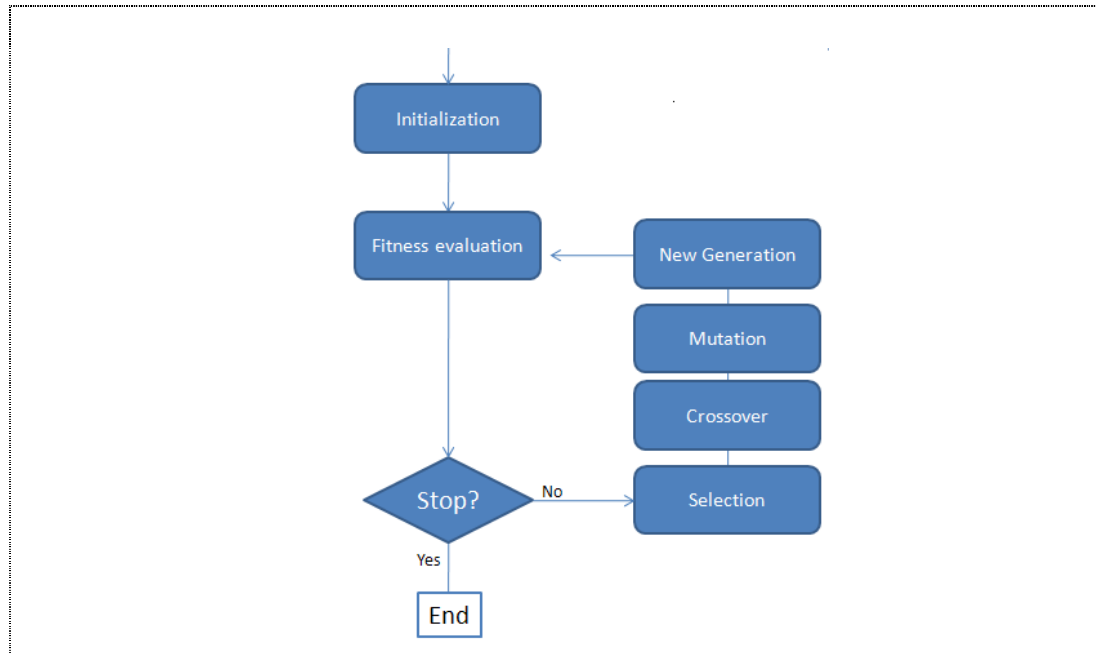 Initialization
Fitness evaluation
New Generation
Mutation
Crossover
Stop?
No
Selection
Yes
End